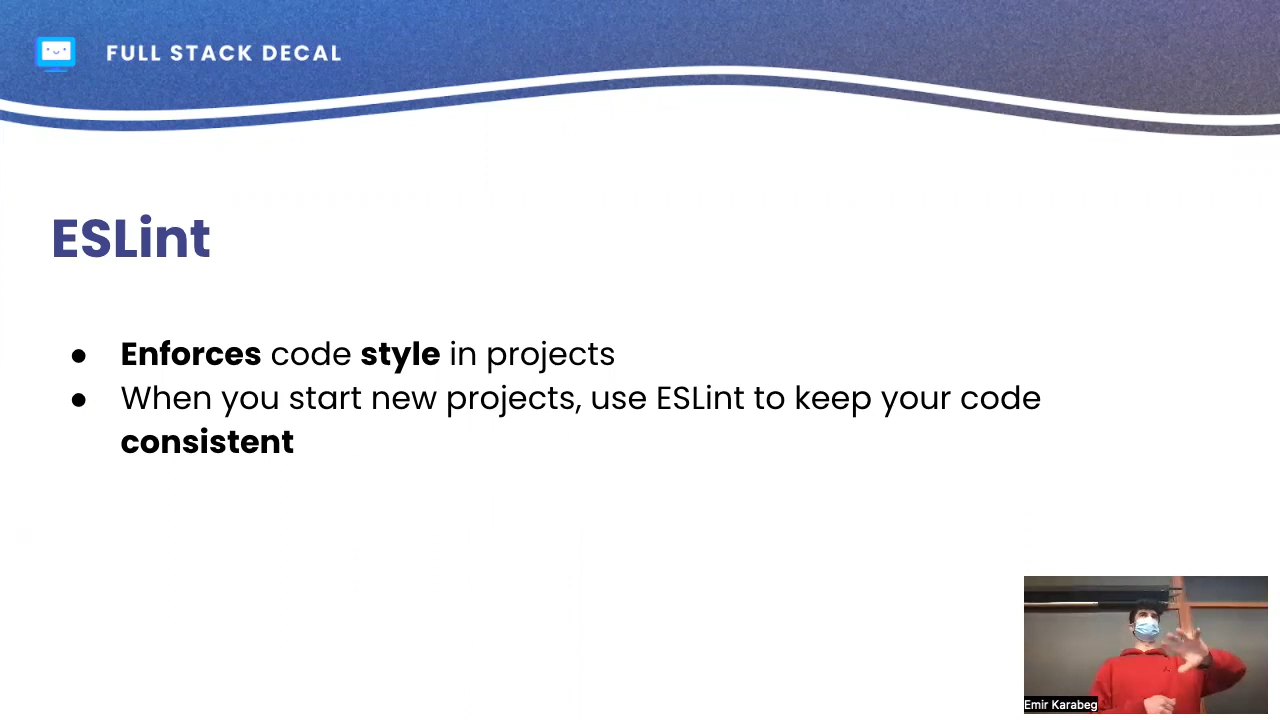 FULL STACK DECAL
ESLint
● Enforces code style in projects
● When you start new projects, use ESLint to keep your code
consistent
Emir Karabeg